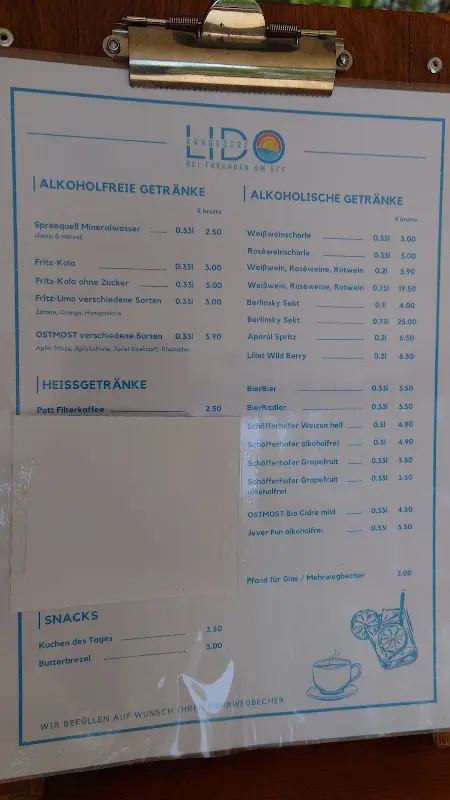 LIDO
RANGSDORF
BEI FREUNDEN AM SEE
ALKOHOLFREIE GETRÄNKE
€ brutto
Spreequell Mineralwasser 0.33l 2.50
classic & naturell
Fritz-Kola 0.33l 3.00
Fritz-Kola ohne Zucker 0.33l 3.00
Fritz-Limo verschiedene Sorten 0.33l 3.00
Zitrone, Orange, Honigmelone
OSTMOST verschiedene Sorten 0.33l 3.90
Apfel-Minze, Apfelschorle, Apfel Direktsaft, Rhabarber
HEISSGETRÄNKE
Pott Filterkaffee 2.50
SNACKS
Kuchen des Tages 3.50
Butterbrezel 3.00
ALKOHOLISCHE GETRÄNKE
€ brutto
Weißweinschorle 0.33l 5.00
Roséweinschorle 0.33l 5.00
Weißwein, Roséweine, Rotwein 0.2l 5.90
Weißwein, Roséweine, Rotwein 0.75l 19.50
Berlinsky Sekt 0.1l 4.00
Berlinsky Sekt 0.75l 25.00
Aperol Spritz 0.2l 6.50
Lillet Wild Berry 0.2l 6.50
BierBier 0.33l 3.50
BierRadler 0.33l 3.50
Schöfferhofer Weizen hell 0.5l 4.90
Schöfferhofer alkoholfrei 0.5l 4.90
Schöfferhofer Grapefruit 0.33l 3.50
Schöfferhofer Grapefruit 0.33l 3.50
alkoholfrei
OSTMOST Bio Cidre mild 0.33l 4.50
Jever Fun alkoholfrei 0.33l 3.50
Pfand für Glas / Mehrwegbecher 2.00
WIR BEFÜLLEN AUF WUNSCH IHREN MEHRWEGBECHER